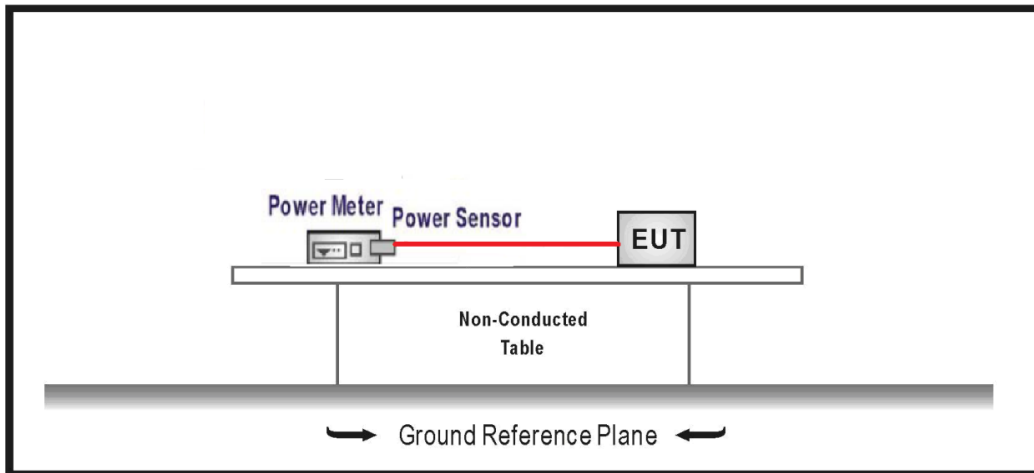 Power Meter
Power Sensor
EUT
Non-Conducted
Table
Ground Reference Plane